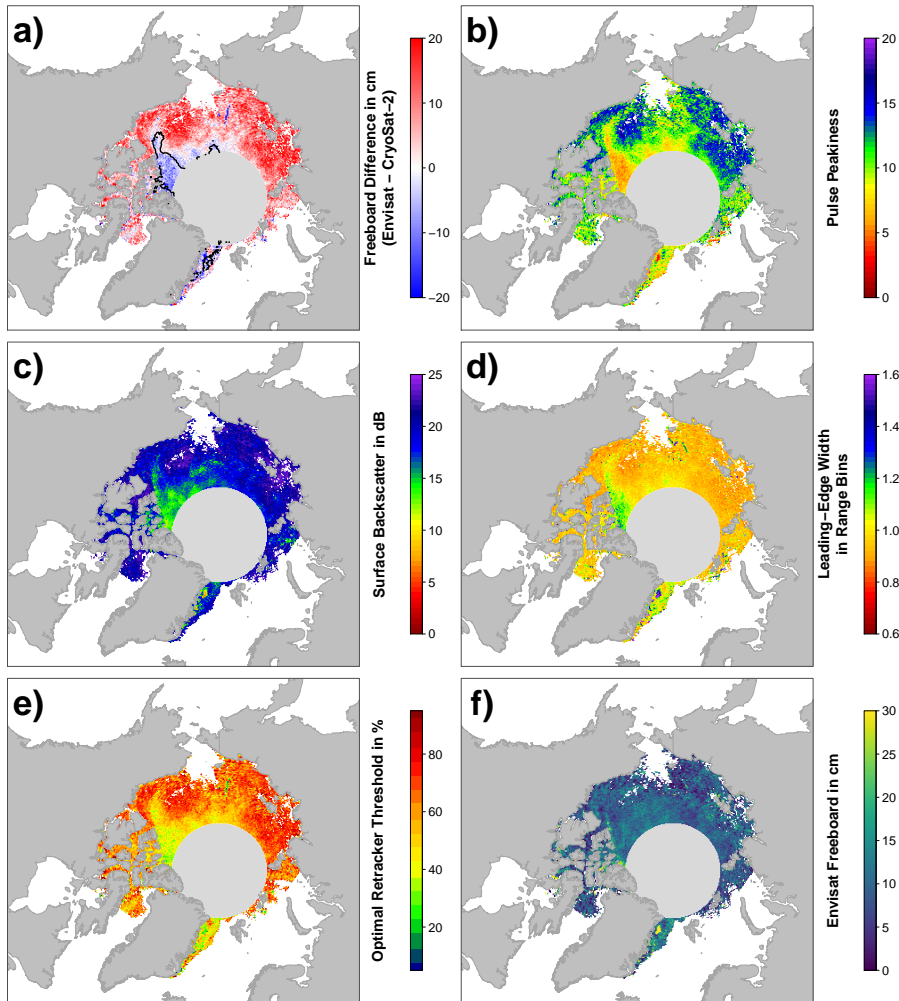 a)
20
10
0
−10
−20
Freeboard Difference in cm
(Envisat − CryoSat−2)
b)
20
15
10
5
0
Pulse Peakiness
c)
25
20
15
10
5
0
Surface Backscatter in dB
d)
1.6
1.4
1.2
1.0
0.8
0.6
Leading−Edge Width
in Range Bins
e)
80
60
40
20
Optimal Retracker Threshold in %
f)
30
25
20
15
10
5
0
Envisat Freeboard in cm